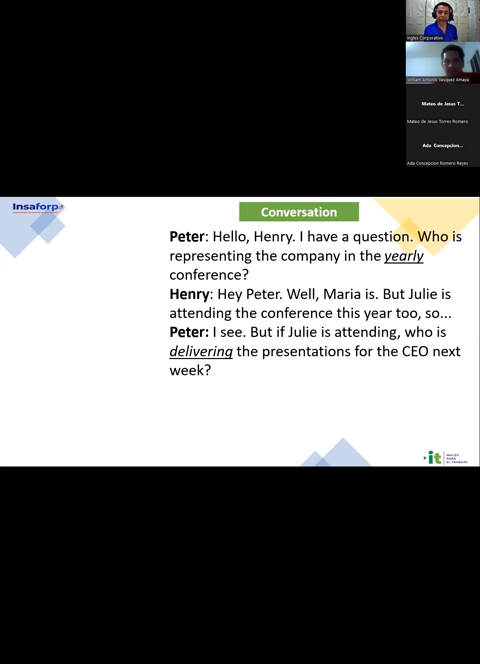 Ingles Corporativo
William Antonio Vasquez Amaya
Mateo de Jesus T...
Mateo de Jesus Torres Romero
Ada Concepcion...
Ada Concepcion Romero Reyes
Insaforp
Conversation
Peter: Hello, Henry. I have a question. Who is
representing the company in the yearly
conference?
Henry: Hey Peter. Well, Maria is. But Julie is
attending the conference this year too, so...
Peter: I see. But if Julie is attending, who is
delivering the presentations for the CEO next
week?
it
INGLÉS
PARA
EL TRABAJO